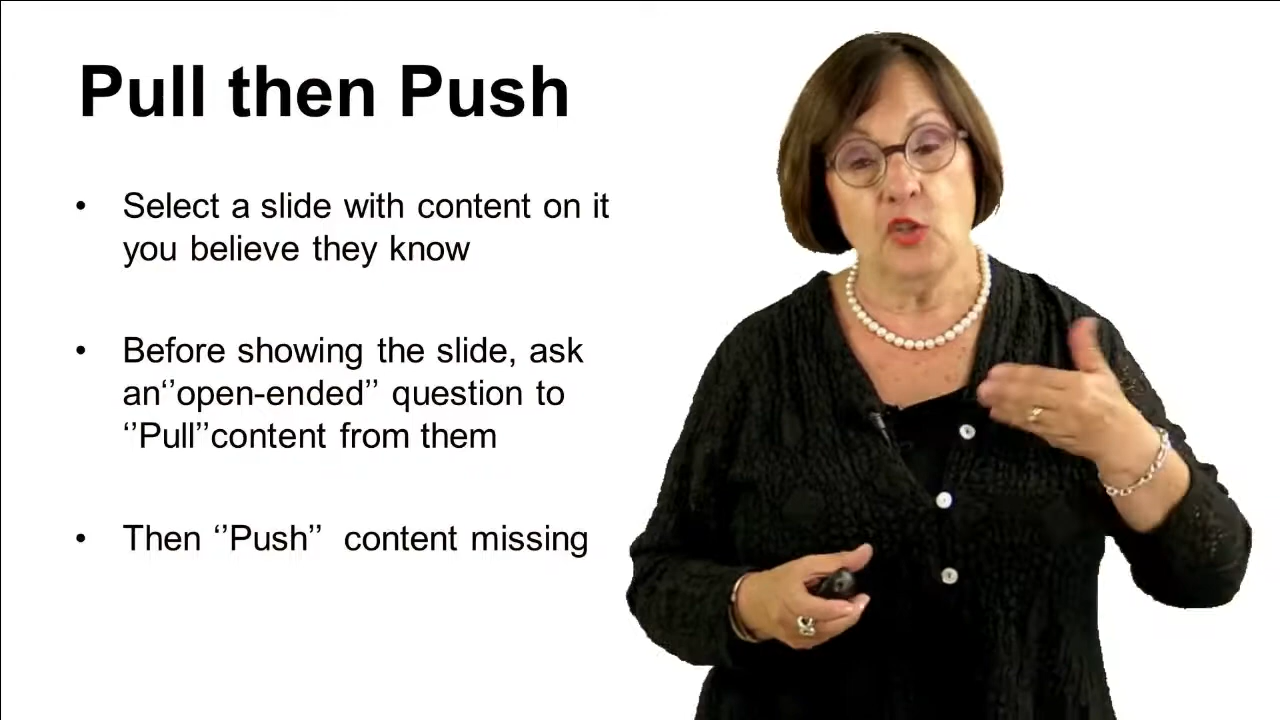 Pull then Push
• Select a slide with content on it
you believe they know
• Before showing the slide, ask
an‘’open-ended’’ question to
‘’Pull’’content from them
• Then ‘’Push’’  content missing